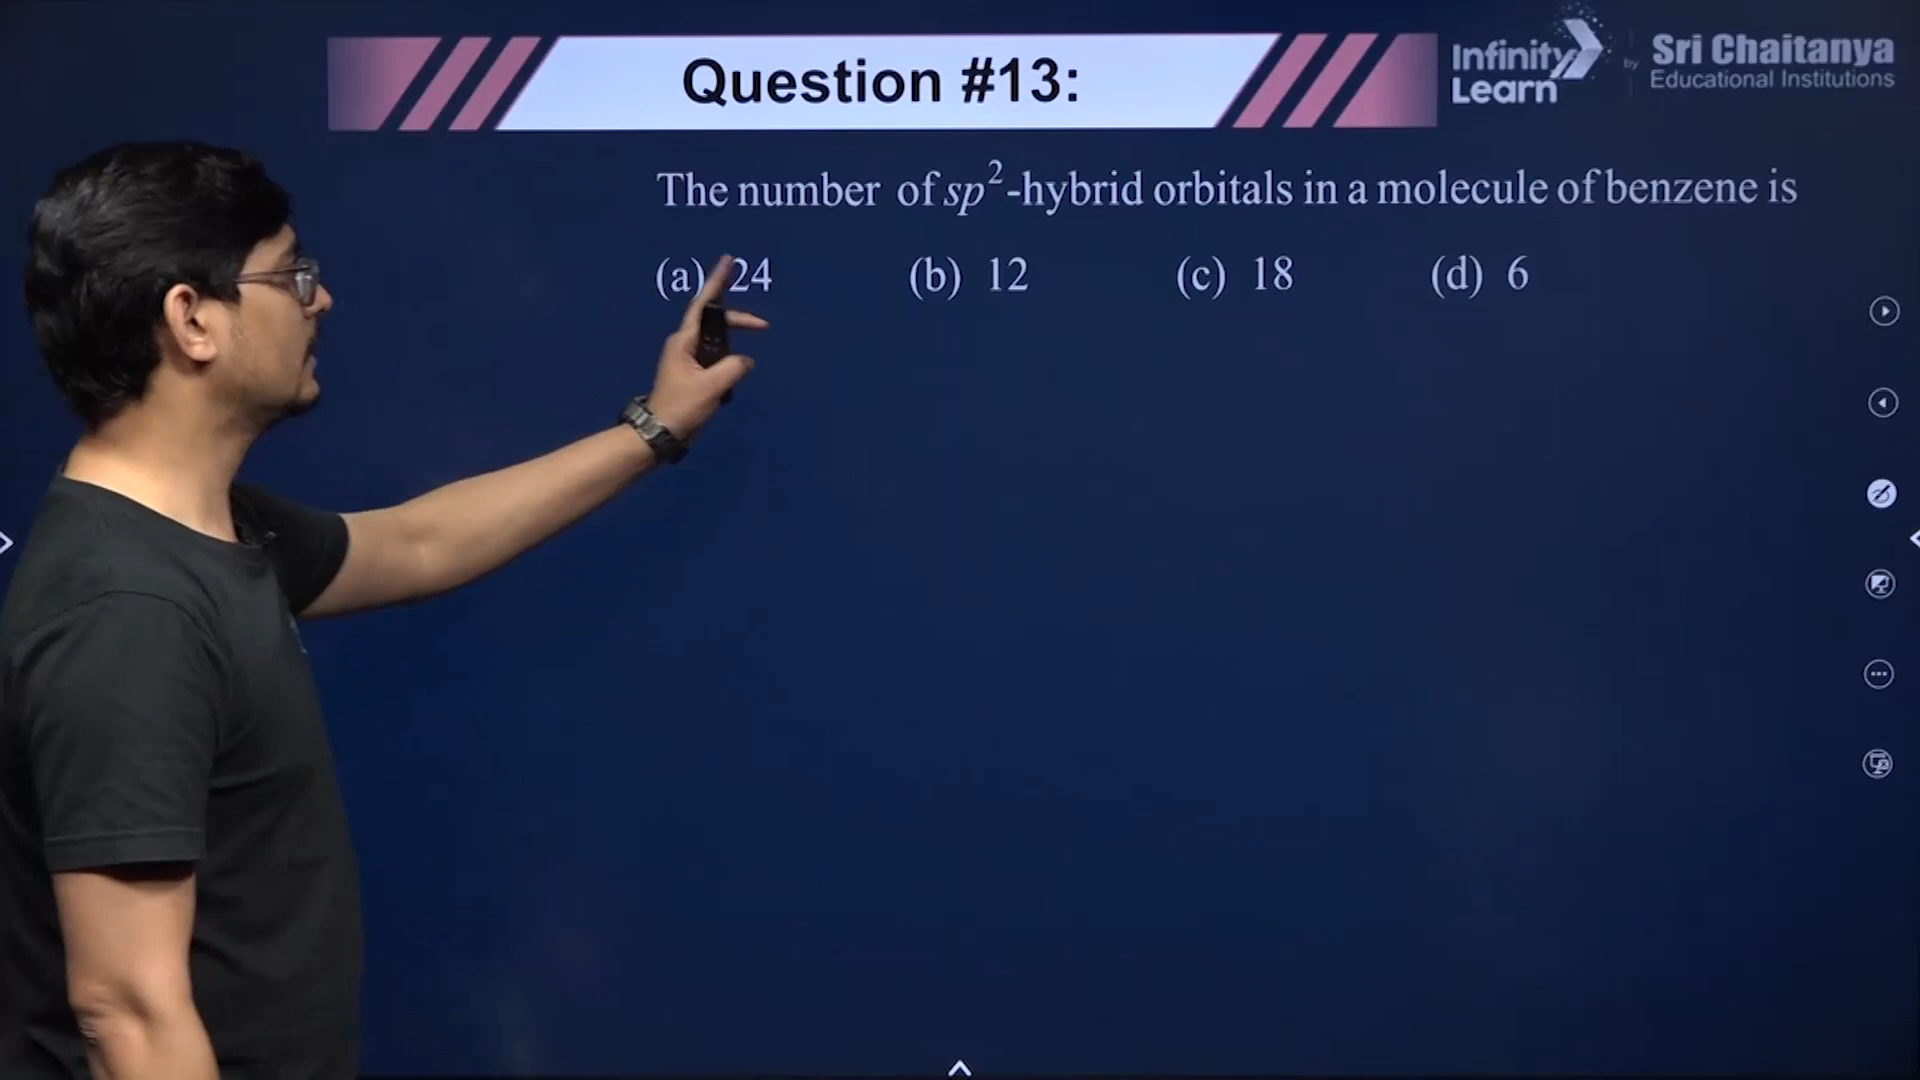 Question #13:
Infinity Learn by Sri Chaitanya Educational Institutions
The number of sp²-hybrid orbitals in a molecule of benzene is
(a) 24 (b) 12 (c) 18 (d) 6